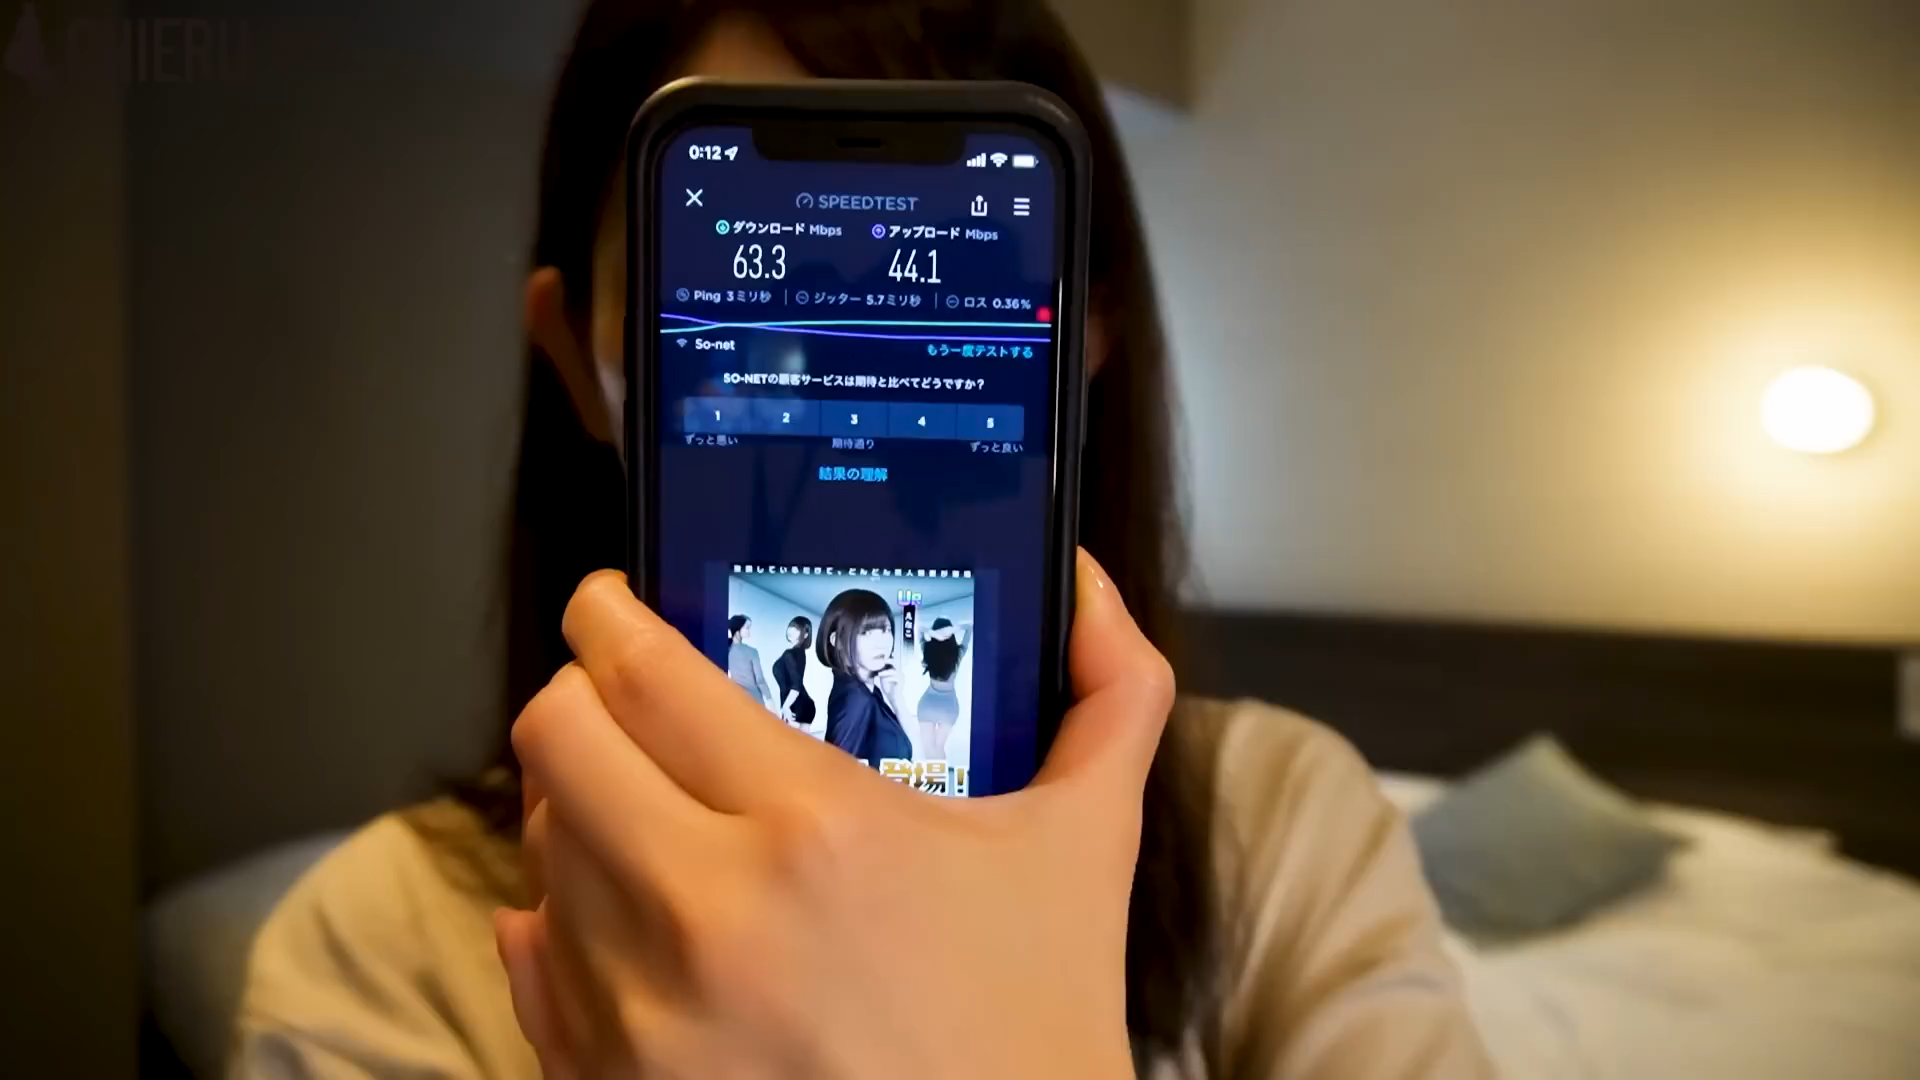 CHIERU
0:12
SPEEDTEST
ダウンロード Mbps
アップロード Mbps
63.3
44.1
Ping 3ミリ秒
ジッター 5.7ミリ秒
ロス 0.36%
So-net
もう一度テストする
SO-NETの顧客サービスは期待と比べてどうですか？
1 2 3 4 5
ずっと悪い
期待通り
ずっと良い
結果の理解
UR
えなこ
登場！